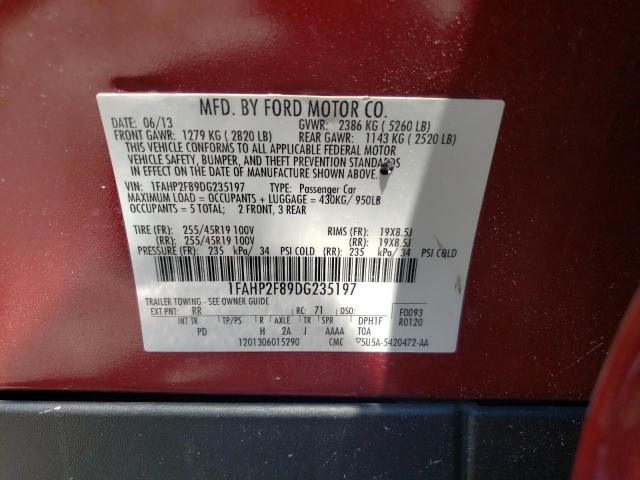 MFD. BY FORD MOTOR CO.
DATE: 06/13 GVWR: 2386 KG ( 5260 LB)
FRONT GAWR: 1279 KG ( 2820 LB) REAR GAWR: 1143 KG ( 2520 LB)
THIS VEHICLE CONFORMS TO ALL APPLICABLE FEDERAL MOTOR
VEHICLE SAFETY, BUMPER, AND THEFT PREVENTION STANDARDS
IN EFFECT ON THE DATE OF MANUFACTURE SHOWN ABOVE.
VIN: 1FAHP2F89DG235197 TYPE: Passenger Car
MAXIMUM LOAD = OCCUPANTS + LUGGAGE = 430KG/ 950LB
OCCUPANTS = 5 TOTAL; 2 FRONT, 3 REAR
TIRE (FR): 255/45R19 100V RIMS (FR): 19X8.5J
(RR): 255/45R19 100V (RR): 19X8.5J
PRESSURE (FR): 235 kPa/ 34 PSI COLD (RR): 235 kPa/ 34 PSI COLD
1FAHP2F89DG235197
TRAILER TOWING - SEE OWNER GUIDE
EXT PNT: RR RC: 71 DSO: F0093
INT TR TP/PS R AXLE TR SPR DPH1F R0120
PD H 2A J AAAA T0A
1201306015290 CMC 5U5A-5420472-AA